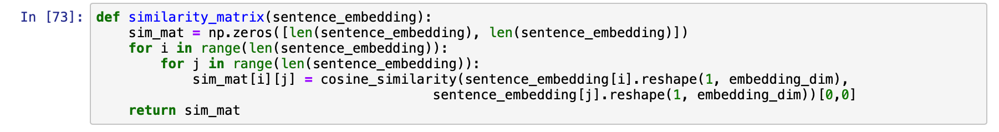 In [73]: def similarity_matrix(sentence_embedding):
    sim_mat = np.zeros([len(sentence_embedding), len(sentence_embedding)])
    for i in range(len(sentence_embedding)):
        for j in range(len(sentence_embedding)):
            sim_mat[i][j] = cosine_similarity(sentence_embedding[i].reshape(1, embedding_dim),
                                          sentence_embedding[j].reshape(1, embedding_dim))[0,0]
    return sim_mat